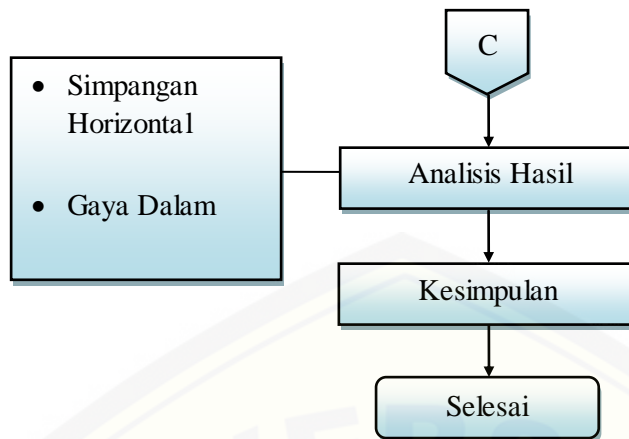 C
• Simpangan
Horizontal
• Gaya Dalam
Analisis Hasil
Kesimpulan
Selesai